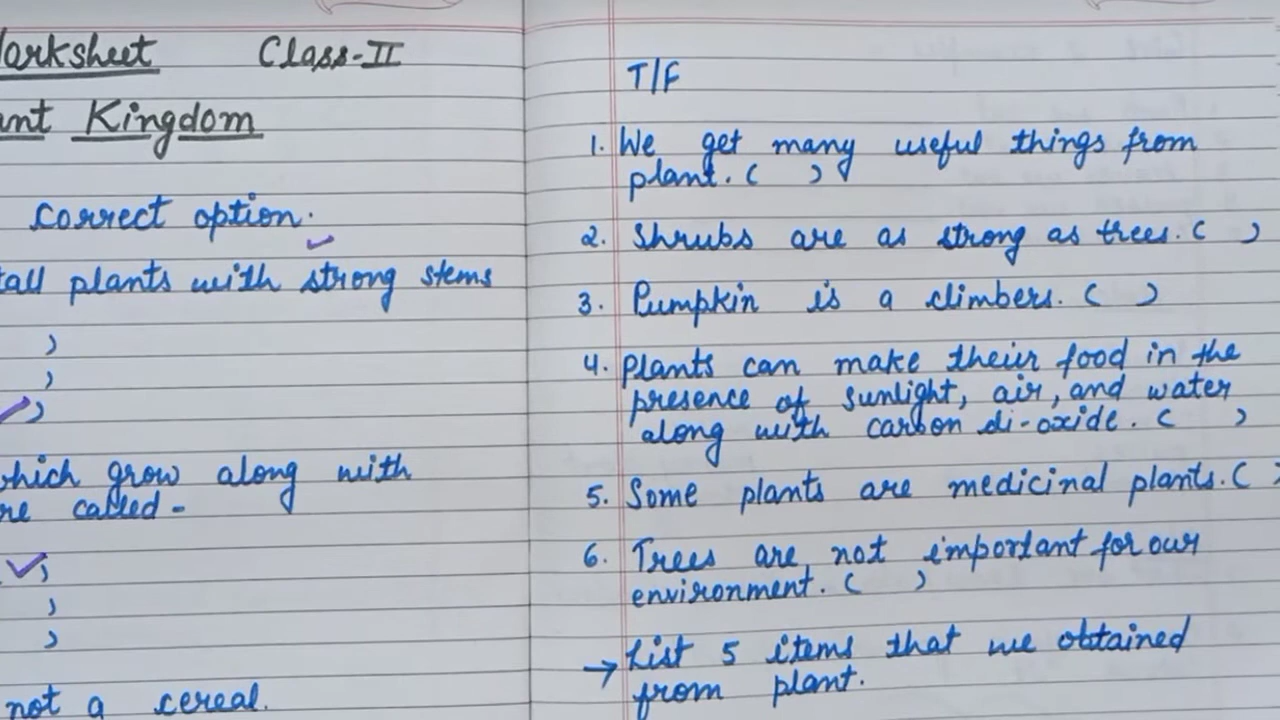 Worksheet Class-II
Kingdom
correct option.
tall plants with strong stems
)
)
)
which grow along with
called -
)
)
)
not a cereal.
T/F
1. We get many useful things from
plant. ( )
2. Shrubs are as strong as trees. ( )
3. Pumpkin is a climbers. ( )
4. Plants can make their food in the
presence of sunlight, air, and water
along with carbon di-oxide. ( )
5. Some plants are medicinal plants. ( )
6. Trees are not important for our
environment. ( )
→ List 5 items that we obtained
from plant.